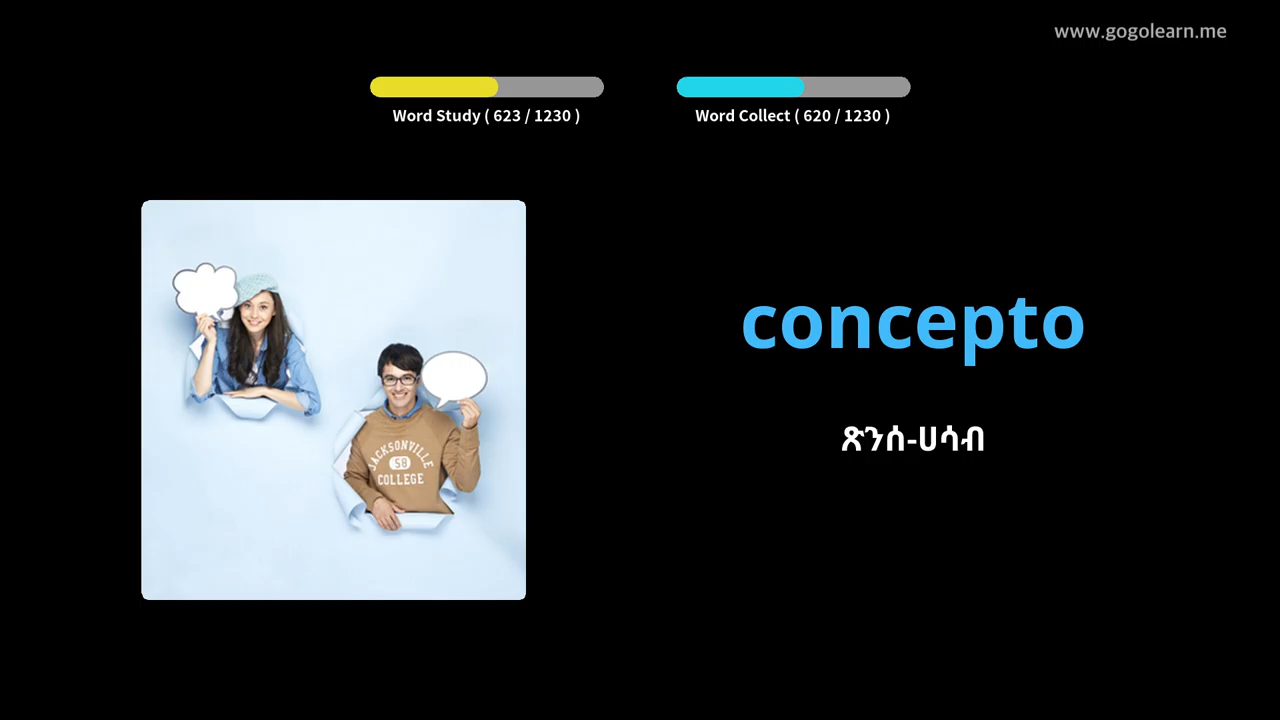 www.gogolearn.me
Word Study ( 623 / 1230 )
Word Collect ( 620 / 1230 )
concepto
ጽንሰ-ሀሳብ
JACKSONVILLE
58
COLLEGE